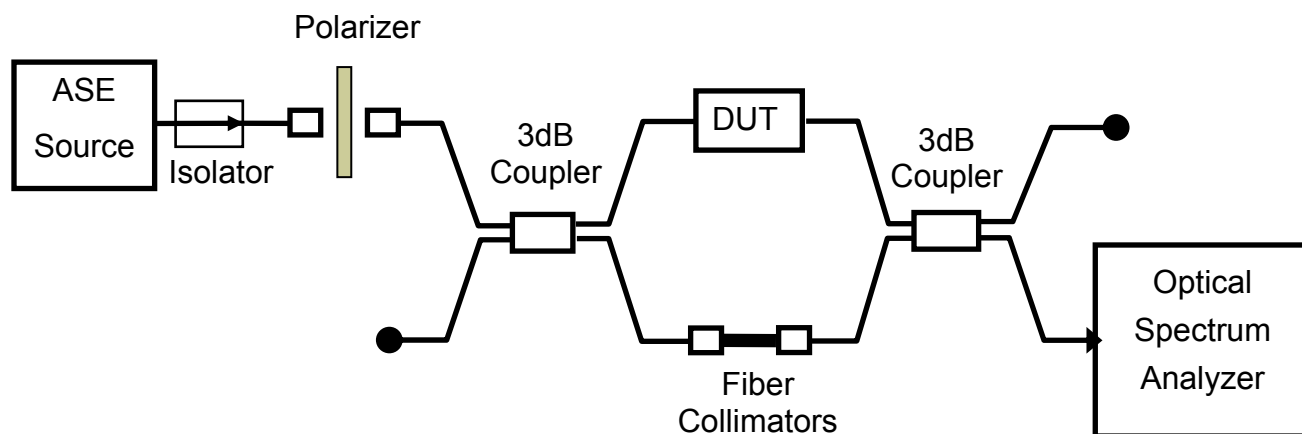 Polarizer
ASE
Source
Isolator
3dB
Coupler
DUT
3dB
Coupler
Fiber
Collimators
Optical
Spectrum
Analyzer